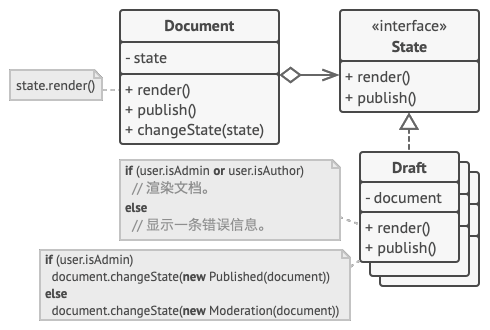 Document
- state
+ render()
+ publish()
+ changeState(state)
«interface»
State
+ render()
+ publish()
state.render()
Draft
- document
+ render()
+ publish()
if (user.isAdmin or user.isAuthor)
// 渲染文档。
else
// 显示一条错误信息。
if (user.isAdmin)
document.changeState(new Published(document))
else
document.changeState(new Moderation(document))